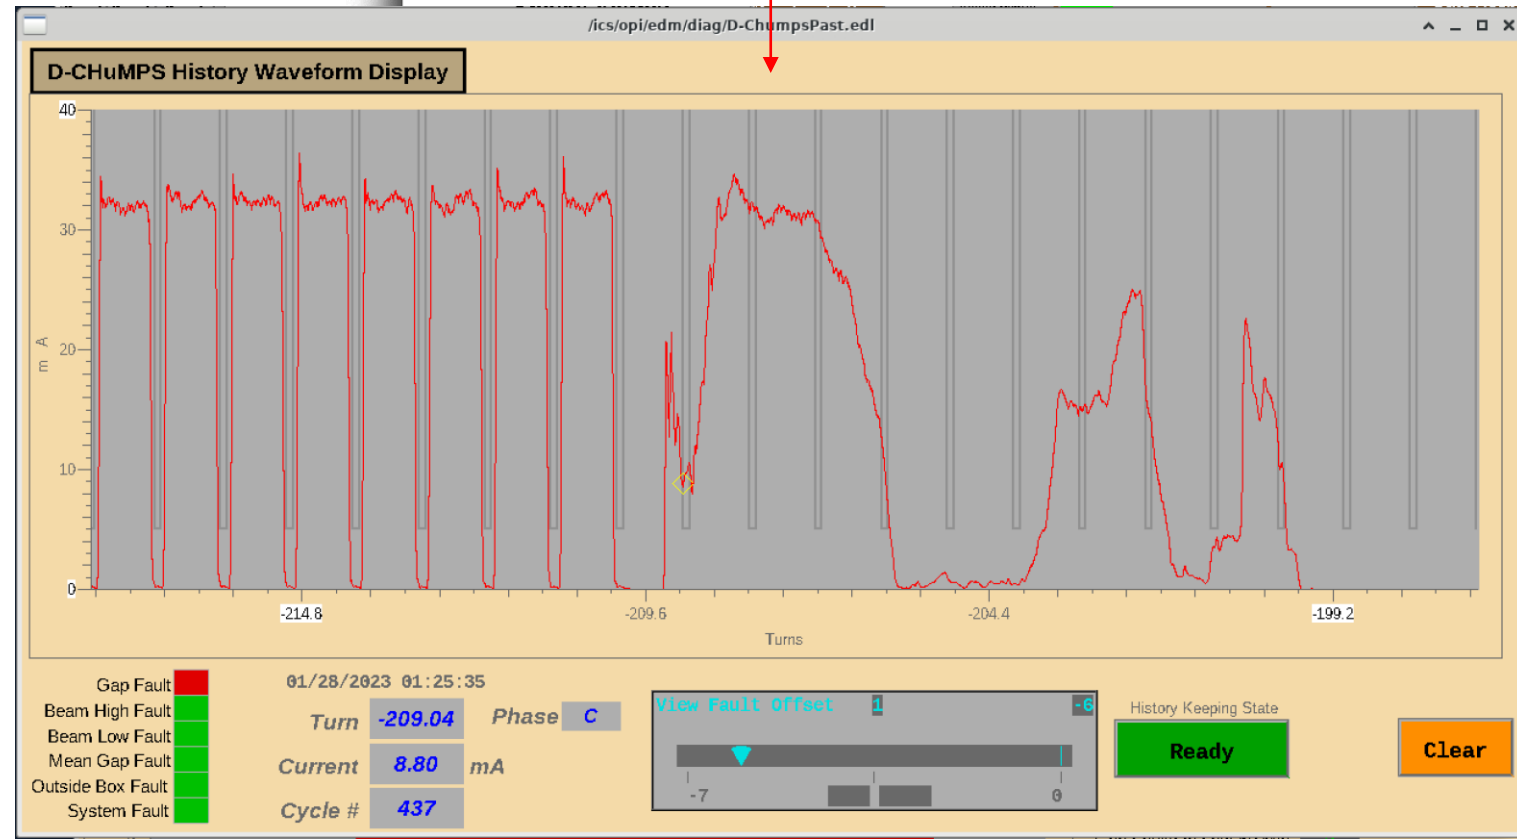 /ics/opi/edm/diag/D-ChumpsPast.edl
D-CHuMPS History Waveform Display
40
30
20
10
0
m A
-214.8
-209.6
-204.4
-199.2
Turns
Gap Fault
Beam High Fault
Beam Low Fault
Mean Gap Fault
Outside Box Fault
System Fault
01/28/2023 01:25:35
Turn -209.04 Phase C
Current 8.80 mA
Cycle # 437
View Fault Offset 1 -6
-7 0
History Keeping State
Ready
Clear